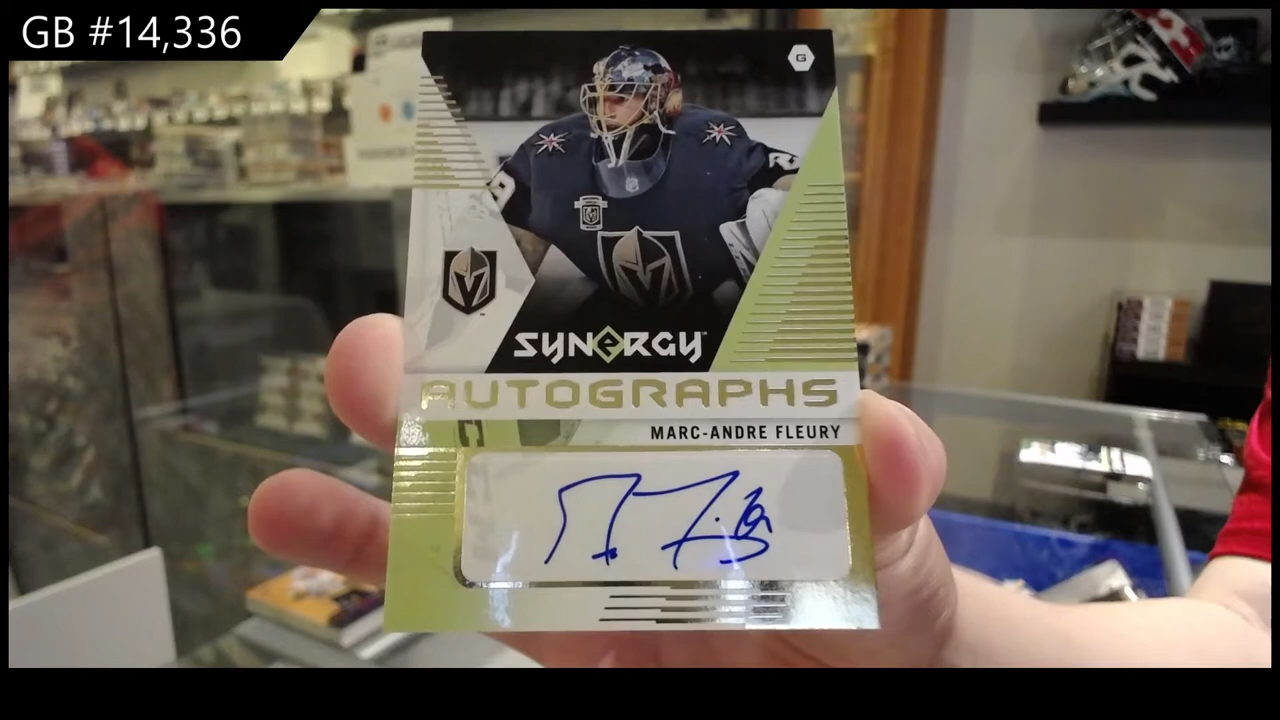 GB #14,336
G
SYNERGY
AUTOGRAPHS
MARC-ANDRE FLEURY